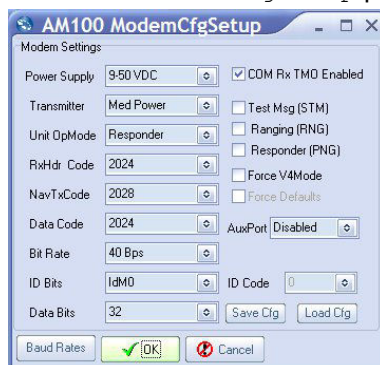 AM100 ModemCfgSetup
Modem Settings
Power Supply 9-50 VDC COM Rx TMO Enabled
Transmitter Med Power Test Msg (STM)
Unit OpMode Responder Ranging (RNG)
Responder (PNG)
RxHdr Code 2024
Force V4Mode
NavTxCode 2028 Force Defaults
Data Code 2024 AuxPort Disabled
Bit Rate 40 Bps
ID Bits IdM0 ID Code 0
Data Bits 32 Save Cfg Load Cfg
Baud Rates OK Cancel